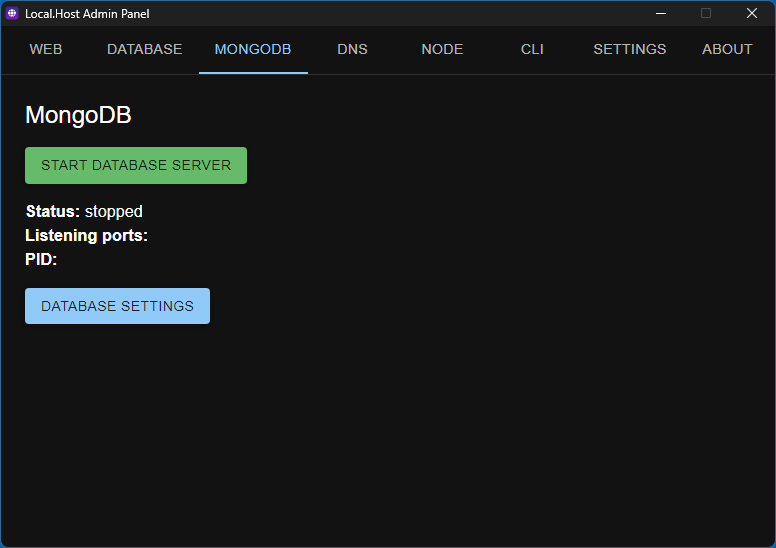 Local.Host Admin Panel
WEB DATABASE MONGODB DNS NODE CLI SETTINGS ABOUT
MongoDB
START DATABASE SERVER
Status: stopped
Listening ports:
PID:
DATABASE SETTINGS